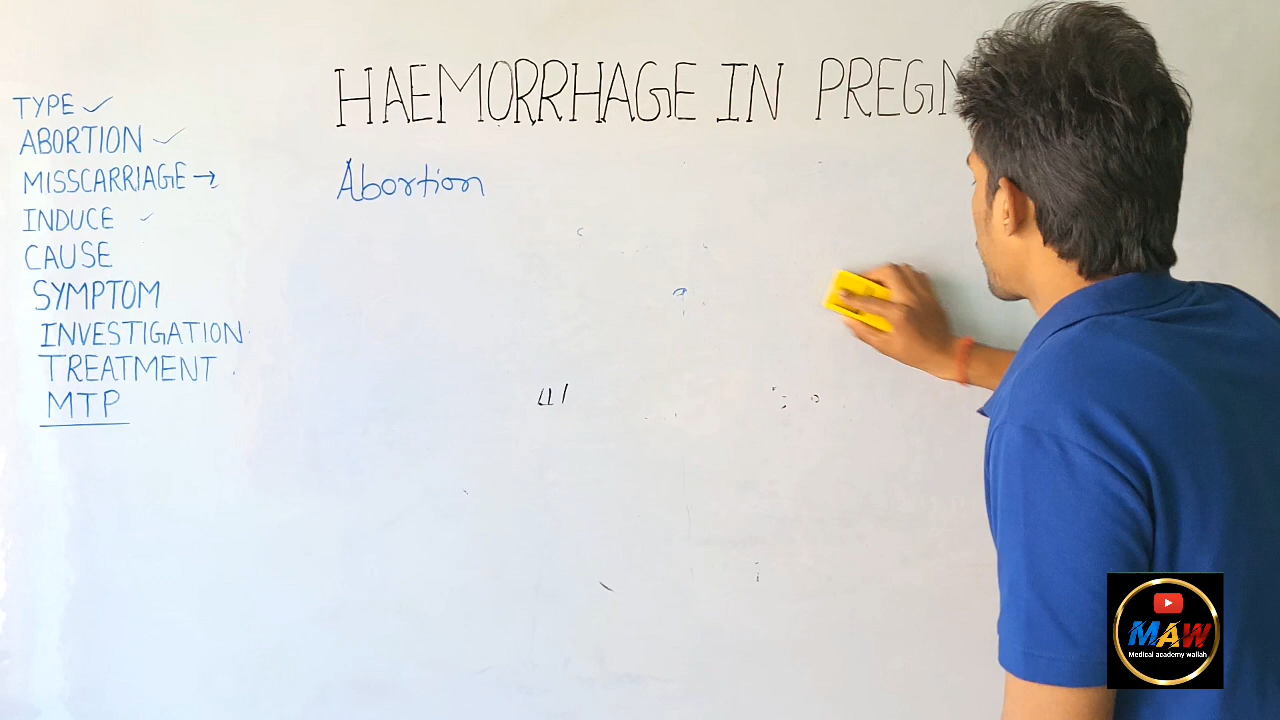 HAEMORRHAGE IN PREGN
TYPE
ABORTION
MISSCARRIAGE →
INDUCE
CAUSE
SYMPTOM
INVESTIGATION
TREATMENT
MTP
Abortion
MAW
Medical academy wallah